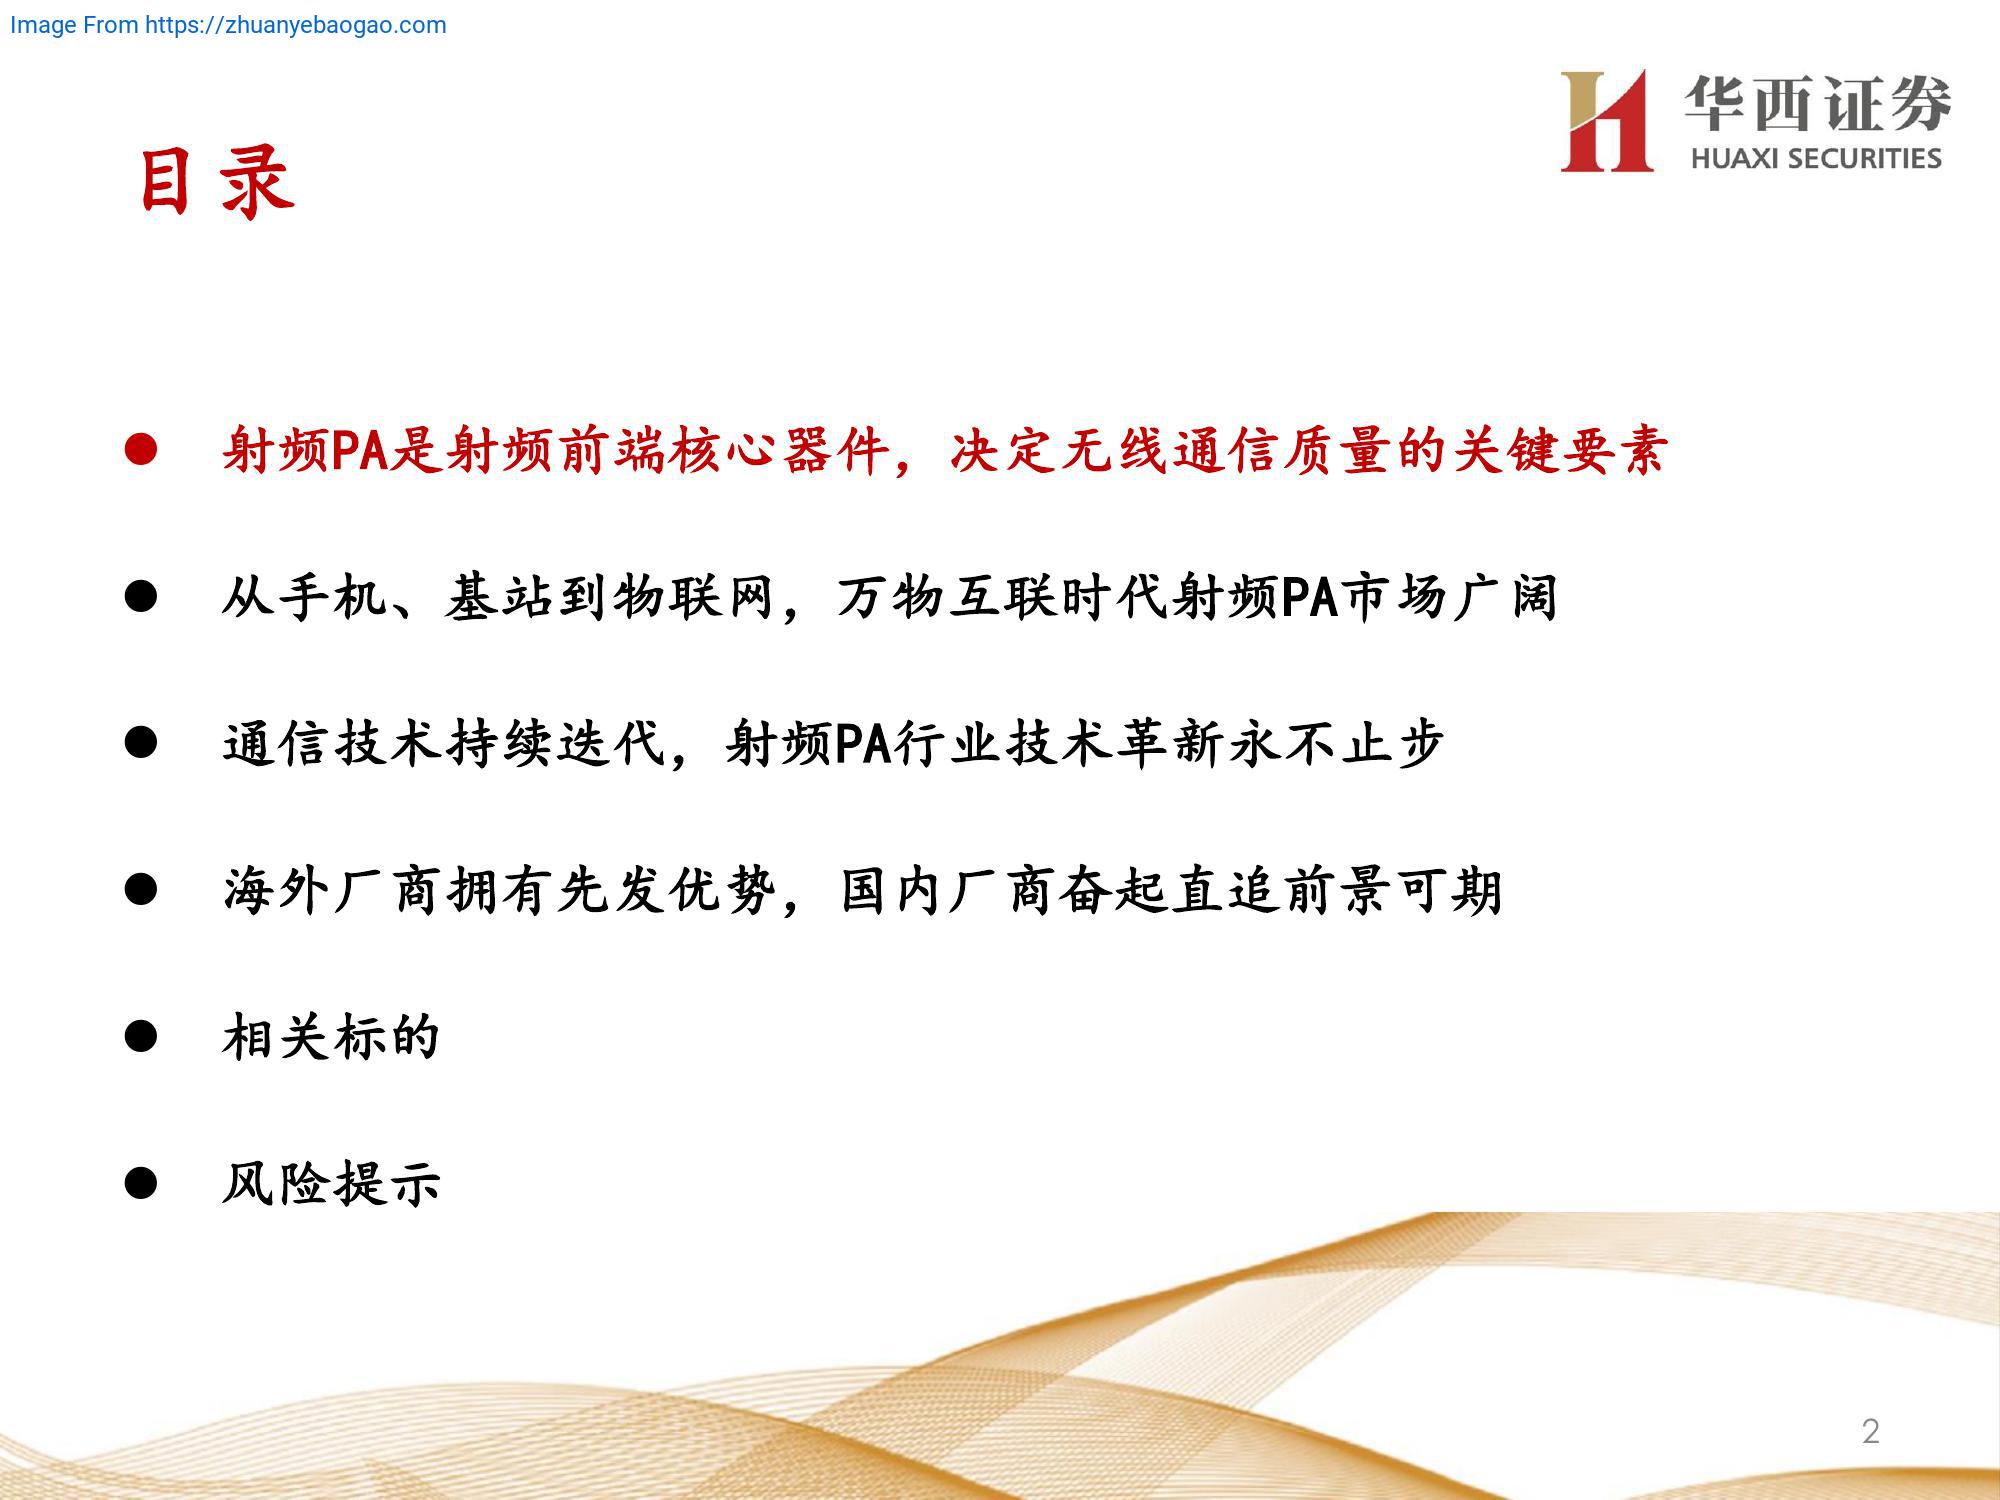 Image From https://zhuanyebaogao.com
华西证券
HUAXI SECURITIES
目录
● 射频PA是射频前端核心器件，决定无线通信质量的关键要素
● 从手机、基站到物联网，万物互联时代射频PA市场广阔
● 通信技术持续迭代，射频PA行业技术革新永不止步
● 海外厂商拥有先发优势，国内厂商奋起直追前景可期
● 相关标的
● 风险提示
2